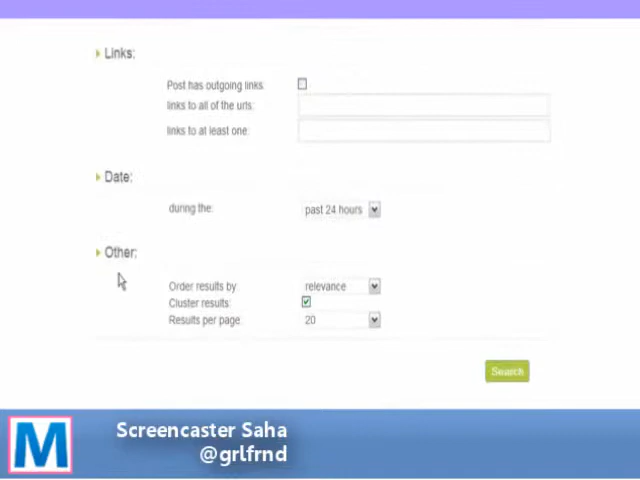 Links:
Post has outgoing links:
links to all of the urls:
links to at least one:
Date:
during the:
past 24 hours
Other:
Order results by:
relevance
Cluster results:
Results per page:
20
Search
M
Screencaster Saha
@grlfrnd